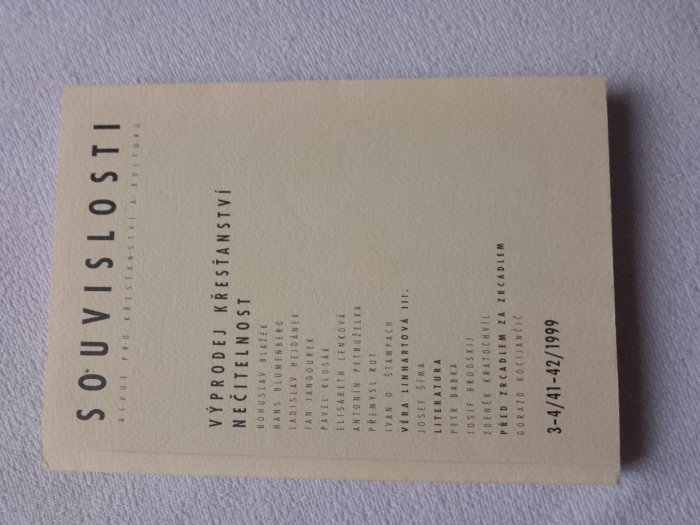 SOUVISLOSTI
REVUE PRO KŘESŤANSTVÍ A KULTURU
VÝPRODEJ KŘESŤANSTVÍ
NEČITELNOST
BOHUSLAV BLAŽEK
HANS BLUMENBERG
LADISLAV HEJDÁNEK
JAN JANDOUREK
PAVEL KLUSÁK
ELISABETH LENKOVÁ
ANTONÍN PETRUŽELKA
PŘEMYSL RUT
IVAN O. ŠTAMPACH
VĚRA LINHARTOVÁ III.
JOSEF ŠÍMA
LITERATURA
PETR BABKA
JOSIF BRODSKIJ
ZDENĚK KRATOCHVÍL
PŘED ZRCADLEM ZA ZRCADLEM
GORAZD KOCIJANČIČ
3-4/41-42/1999